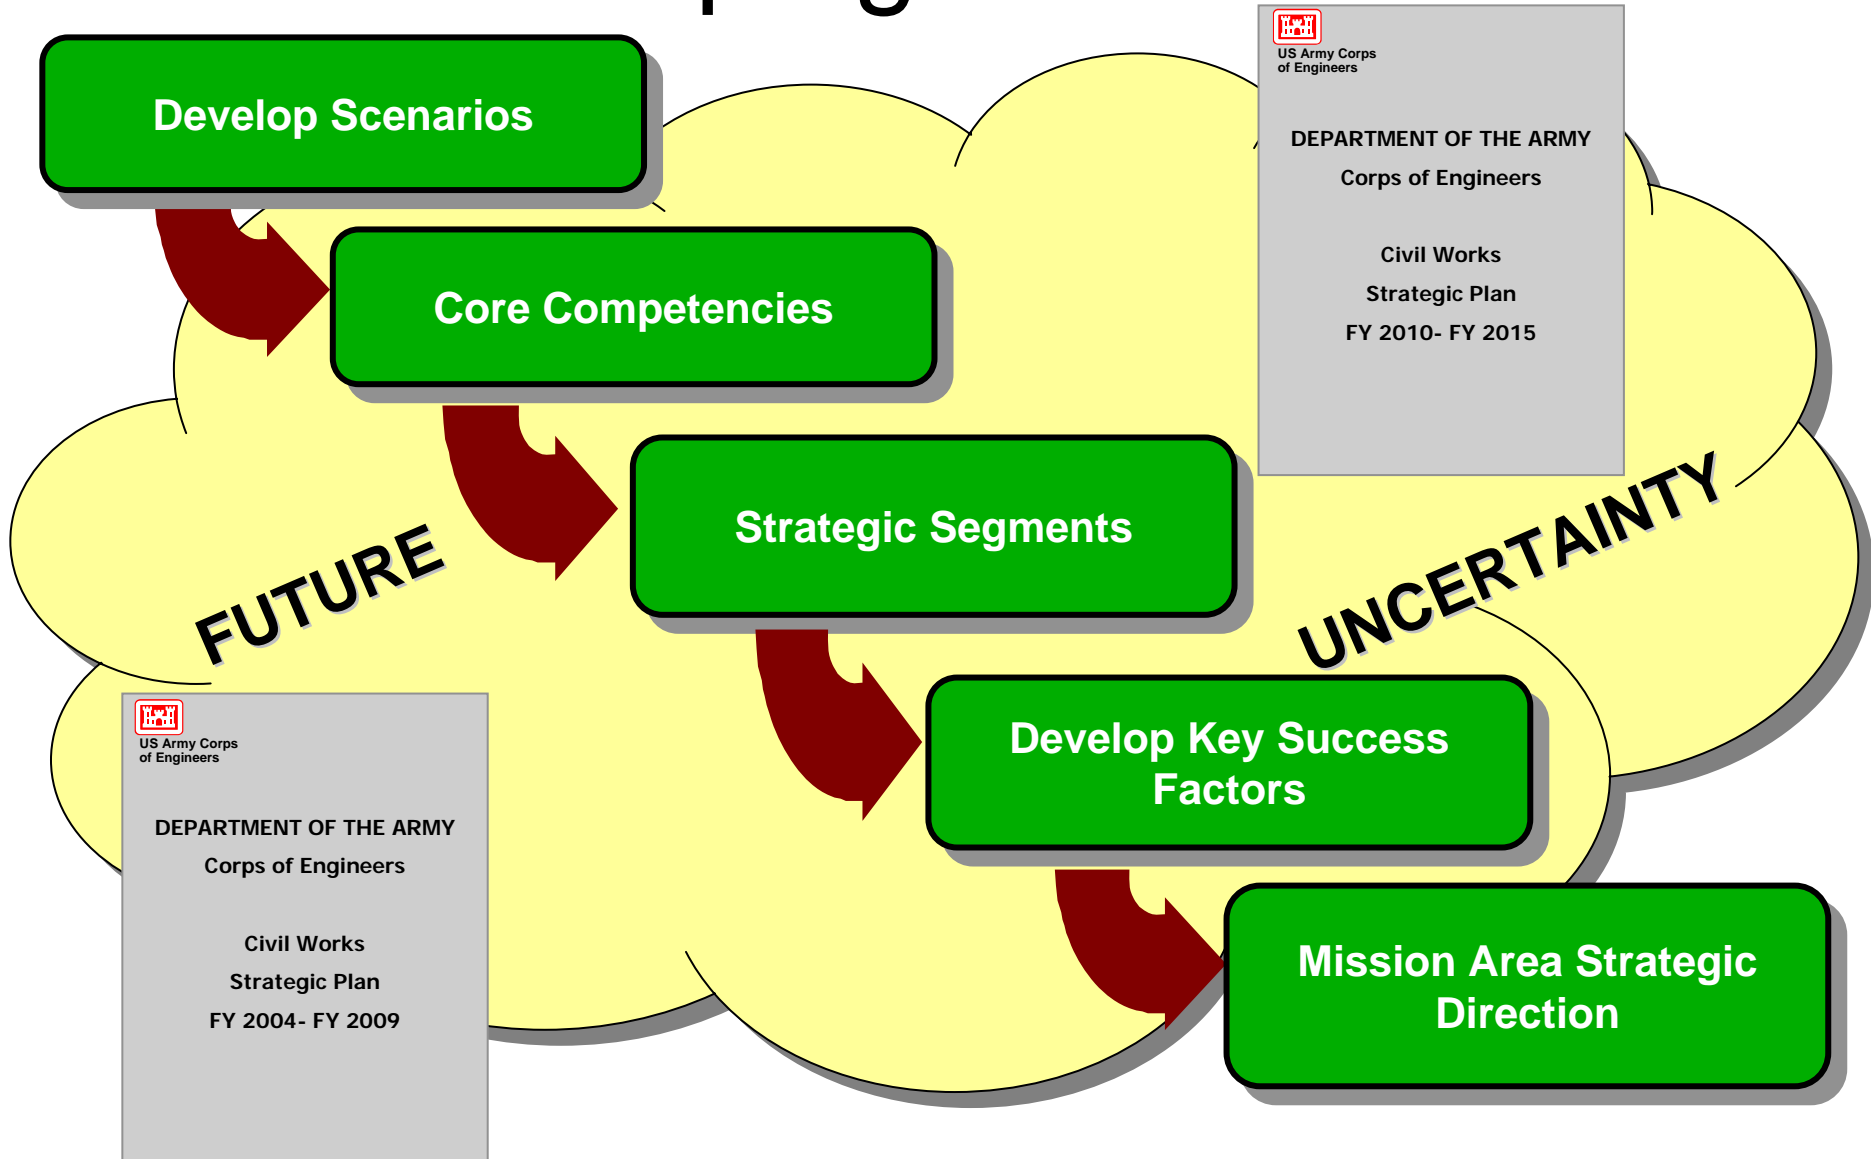 Develop Scenarios
US Army Corps
of Engineers
DEPARTMENT OF THE ARMY
Corps of Engineers
Civil Works
Strategic Plan
FY 2010- FY 2015
Core Competencies
Strategic Segments
FUTURE
UNCERTAINTY
Develop Key Success
Factors
US Army Corps
of Engineers
DEPARTMENT OF THE ARMY
Corps of Engineers
Civil Works
Strategic Plan
FY 2004- FY 2009
Mission Area Strategic
Direction